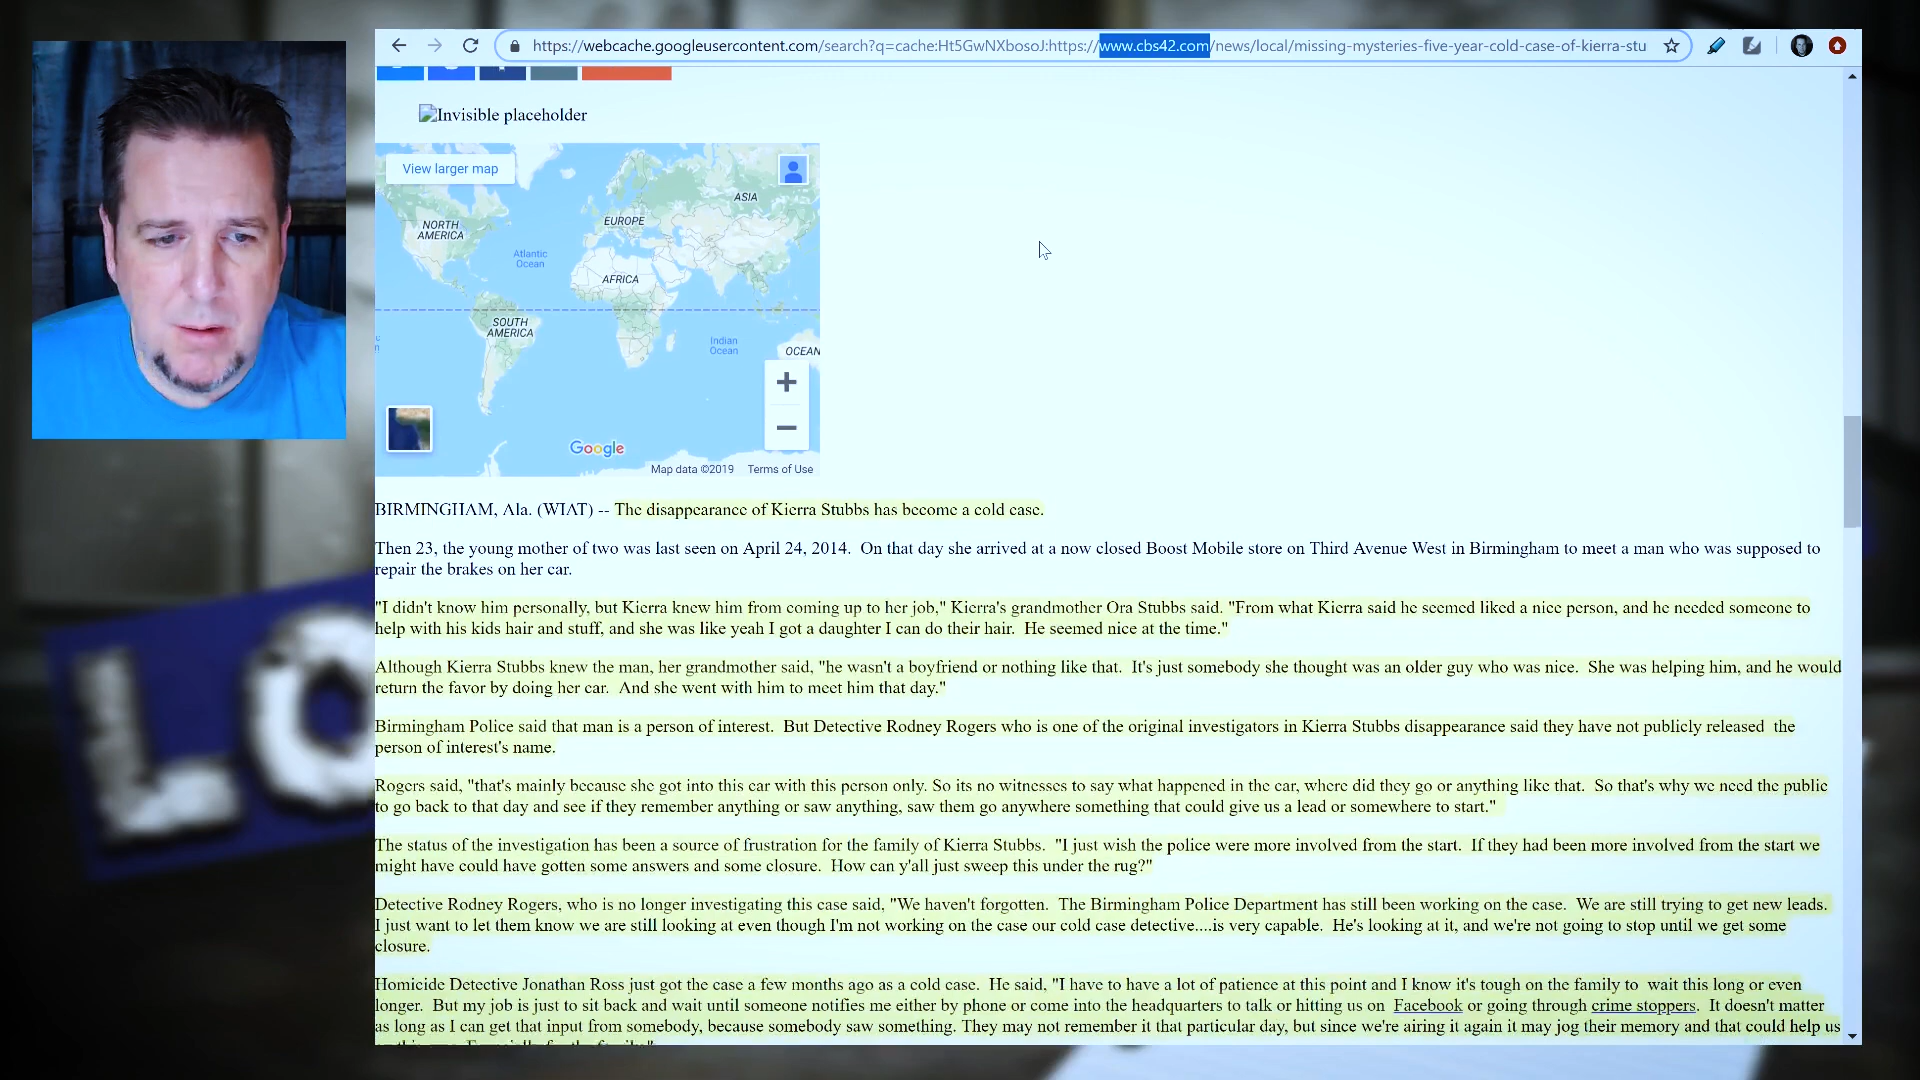 https://webcache.googleusercontent.com/search?q=cache:Ht5GwNXbosoJ:https://www.cbs42.com/news/local/missing-mysteries-five-year-cold-case-of-kierra-stu
Invisible placeholder
View larger map
ASIA
NORTH
AMERICA
EUROPE
Atlantic
Ocean
AFRICA
SOUTH
AMERICA
Indian
Ocean
OCEAN
Google
Map data ©2019 Terms of Use
BIRMINGHAM, Ala. (WIAT) -- The disappearance of Kierra Stubbs has become a cold case.
Then 23, the young mother of two was last seen on April 24, 2014.  On that day she arrived at a now closed Boost Mobile store on Third Avenue West in Birmingham to meet a man who was supposed to
repair the brakes on her car.
"I didn't know him personally, but Kierra knew him from coming up to her job," Kierra's grandmother Ora Stubbs said. "From what Kierra said he seemed liked a nice person, and he needed someone to
help with his kids hair and stuff, and she was like yeah I got a daughter I can do their hair.  He seemed nice at the time."
Although Kierra Stubbs knew the man, her grandmother said, "he wasn't a boyfriend or nothing like that.  It's just somebody she thought was an older guy who was nice.  She was helping him, and he would
return the favor by doing her car.  And she went with him to meet him that day."
Birmingham Police said that man is a person of interest.  But Detective Rodney Rogers who is one of the original investigators in Kierra Stubbs disappearance said they have not publicly released  the
person of interest's name.
Rogers said, "that's mainly because she got into this car with this person only. So its no witnesses to say what happened in the car, where did they go or anything like that.  So that's why we need the public
to go back to that day and see if they remember anything or saw anything, saw them go anywhere something that could give us a lead or somewhere to start."
The status of the investigation has been a source of frustration for the family of Kierra Stubbs.  "I just wish the police were more involved from the start.  If they had been more involved from the start we
might have could have gotten some answers and some closure.  How can y'all just sweep this under the rug?"
Detective Rodney Rogers, who is no longer investigating this case said, "We haven't forgotten.  The Birmingham Police Department has still been working on the case.  We are still trying to get new leads.
I just want to let them know we are still looking at even though I'm not working on the case our cold case detective....is very capable.  He's looking at it, and we're not going to stop until we get some
closure.
Homicide Detective Jonathan Ross just got the case a few months ago as a cold case.  He said, "I have to have a lot of patience at this point and I know it's tough on the family to  wait this long or even
longer.  But my job is just to sit back and wait until someone notifies me either by phone or come into the headquarters to talk or hitting us on  Facebook or going through crime stoppers.  It doesn't matter
as long as I can get that input from somebody, because somebody saw something. They may not remember it that particular day, but since we're airing it again it may jog their memory and that could help us
LO